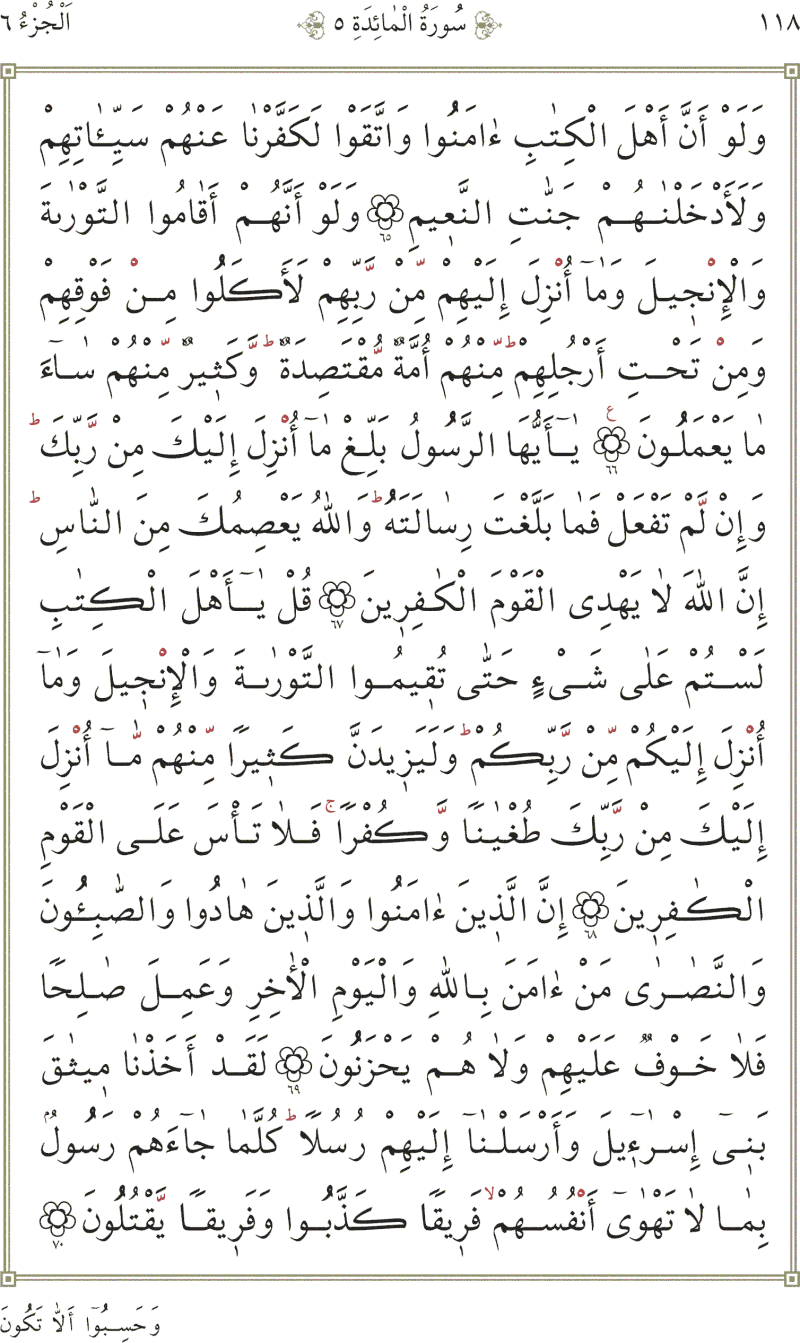 ١١٨ سُورَةُ الْمٰائِدَةِ ٥ اَلْجُزْءُ ٦
وَلَوْ أَنَّ أَهْلَ الْكِتٰبِ ءٰامَنُوا وَاتَّقَوْا لَكَفَّرْنٰا عَنْهُمْ سَيِّـٔاتِهِمْ
وَلَأَدْخَلْنٰهُمْ جَنّٰتِ النَّعِيمِ ٦٥ وَلَوْ أَنَّهُمْ أَقٰامُوا التَّوْرٰىةَ
وَالْإِنْجِيلَ وَمٰآ أُنْزِلَ إِلَيْهِمْ مِّنْ رَّبِّهِمْ لَأَكَلُوا مِنْ فَوْقِهِمْ
وَمِنْ تَحْتِ أَرْجُلِهِمْ ۭ مِّنْهُمْ أُمَّةٌ مُّقْتَصِدَةٌ ۭ وَّكَثِيرٌ مِّنْهُمْ سٰآءَ
مٰا يَعْمَلُونَ ٦٦ ع يٰٓأَيُّهَا الرَّسُولُ بَلِّغْ مٰآ أُنْزِلَ إِلَيْكَ مِنْ رَّبِّكَ ط
وَإِنْ لَّمْ تَفْعَلْ فَمٰا بَلَّغْتَ رِسٰالَتَهُ ط وَاللّٰهُ يَعْصِمُكَ مِنَ النّٰاسِ ط
إِنَّ اللّٰهَ لٰا يَهْدِى الْقَوْمَ الْكٰفِرِينَ ٦٧ قُلْ يٰٓأَهْلَ الْكِتٰبِ
لَسْتُمْ عَلٰى شَىْءٍ حَتّٰى تُقِيمُوا التَّوْرٰىةَ وَالْإِنْجِيلَ وَمٰآ
أُنْزِلَ إِلَيْكُمْ مِّنْ رَّبِّكُمْ ط وَلَيَزِيدَنَّ كَثِيرًا مِّنْهُمْ مّٰآ أُنْزِلَ
إِلَيْكَ مِنْ رَّبِّكَ طُغْيٰنًا وَّكُفْرًا ج فَلٰا تَأْسَ عَلَى الْقَوْمِ
الْكٰفِرِينَ ٦٨ إِنَّ الَّذِينَ ءٰامَنُوا وَالَّذِينَ هٰادُوا وَالصّٰبِـُٔونَ
وَالنَّصٰرٰى مَنْ ءٰامَنَ بِاللّٰهِ وَالْيَوْمِ الْأٰخِرِ وَعَمِلَ صٰلِحًا
فَلٰا خَوْفٌ عَلَيْهِمْ وَلٰا هُمْ يَحْزَنُونَ ٦٩ لَقَدْ أَخَذْنٰا مِيثٰقَ
بَنِىٓ إِسْرٰٓءِيلَ وَأَرْسَلْنٰآ إِلَيْهِمْ رُسُلًا ط كُلَّمٰا جٰآءَهُمْ رَسُولٌ
بِمٰا لٰا تَهْوٰىٓ أَنْفُسُهُمْ لا فَرِيقًا كَذَّبُوا وَفَرِيقًا يَّقْتُلُونَ ٧٠
وَحَسِبُوٓا أَلّٰا تَكُونَ